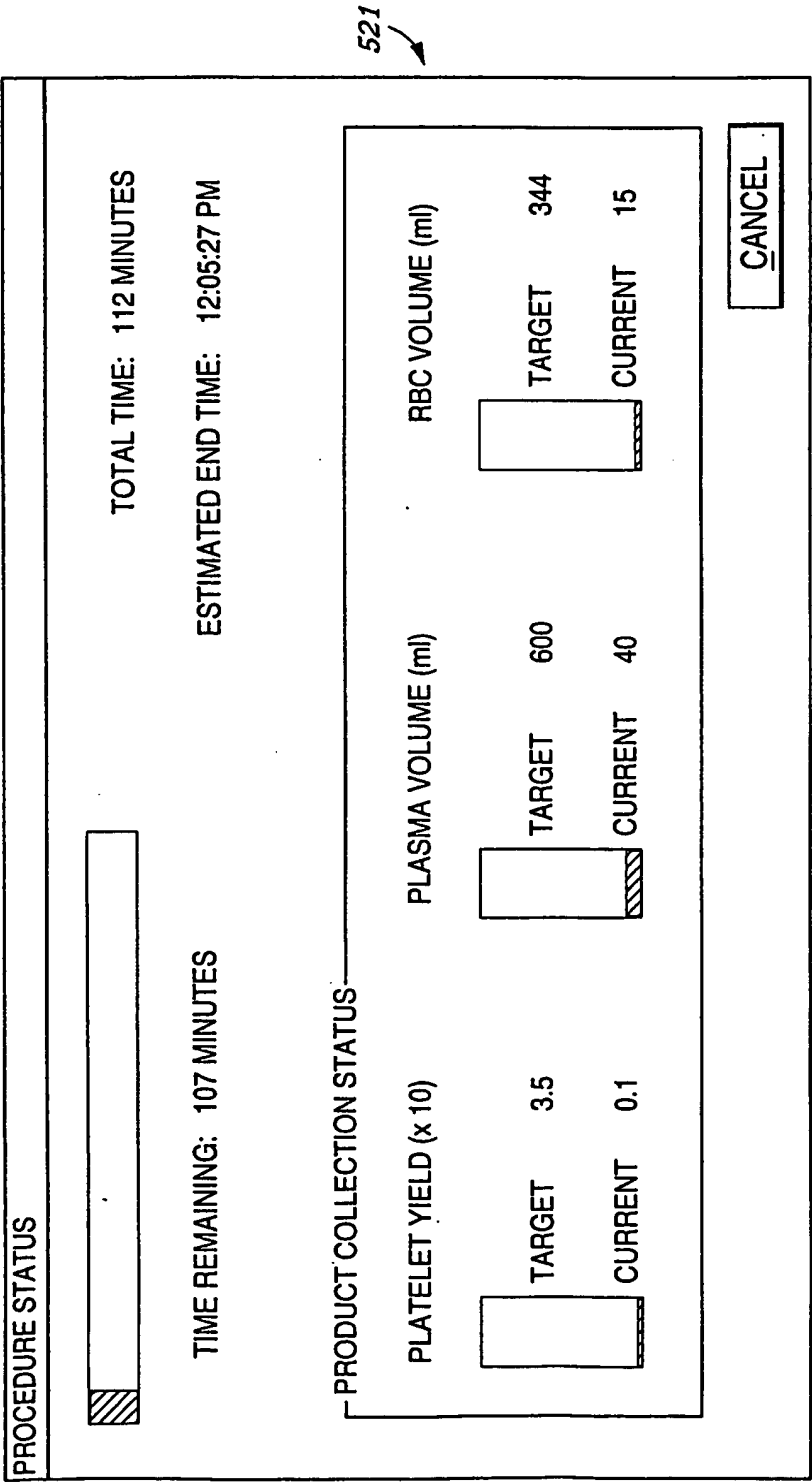 521
PROCEDURE STATUS
TOTAL TIME: 112 MINUTES
TIME REMAINING: 107 MINUTES
ESTIMATED END TIME: 12:05:27 PM
PRODUCT COLLECTION STATUS
PLATELET YIELD (x 10)
TARGET 3.5
CURRENT 0.1
PLASMA VOLUME (ml)
TARGET 600
CURRENT 40
RBC VOLUME (ml)
TARGET 344
CURRENT 15
CANCEL